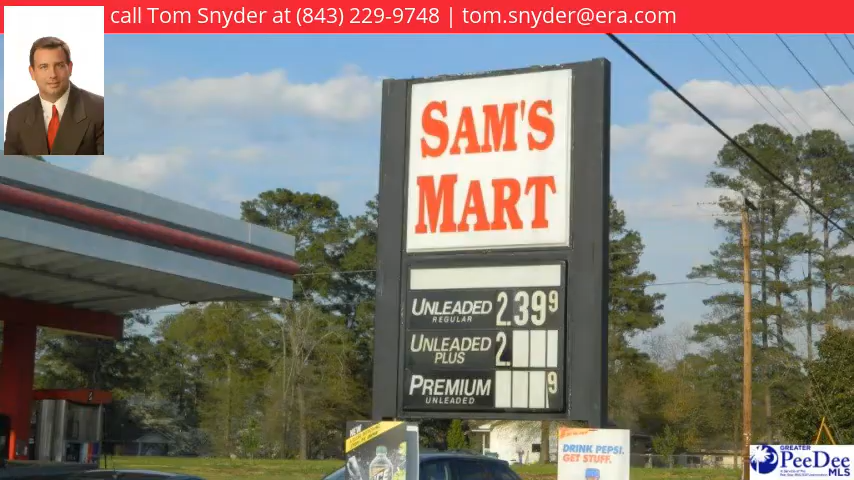 call Tom Snyder at (843) 229-9748 | tom.snyder@era.com
SAM'S
MART
UNLEADED 2.39 9
REGULAR
UNLEADED 2.
PLUS
PREMIUM 9
UNLEADED
NEW
DRINK PEPSI.
GET STUFF.
GREATER
PeeDee
MLS